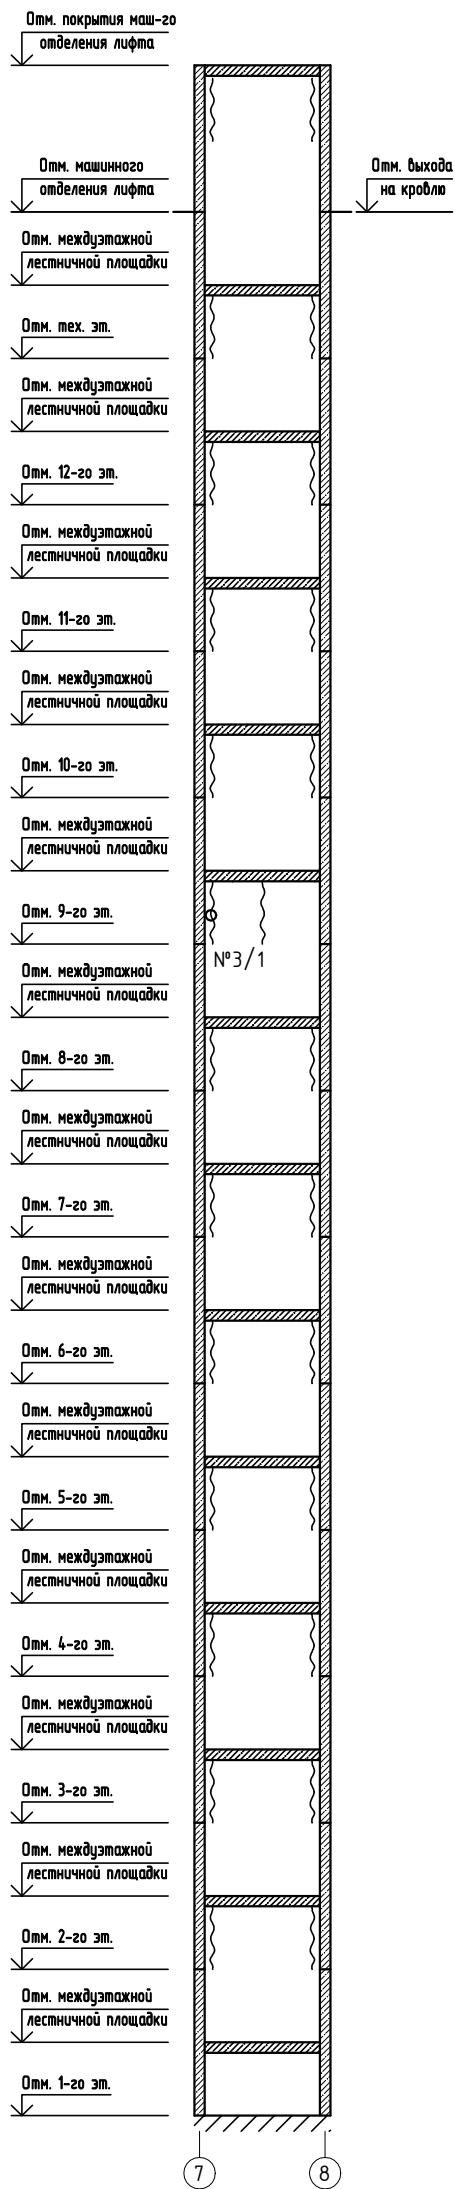 Отм. покрытия маш-го
отделения лифта
Отм. машинного
отделения лифта
Отм. выхода
на кровлю
Отм. междуэтажной
лестничной площадки
Отм. тех. эт.
Отм. междуэтажной
лестничной площадки
Отм. 12-го эт.
Отм. междуэтажной
лестничной площадки
Отм. 11-го эт.
Отм. междуэтажной
лестничной площадки
Отм. 10-го эт.
Отм. междуэтажной
лестничной площадки
Отм. 9-го эт.
№3/1
Отм. междуэтажной
лестничной площадки
Отм. 8-го эт.
Отм. междуэтажной
лестничной площадки
Отм. 7-го эт.
Отм. междуэтажной
лестничной площадки
Отм. 6-го эт.
Отм. междуэтажной
лестничной площадки
Отм. 5-го эт.
Отм. междуэтажной
лестничной площадки
Отм. 4-го эт.
Отм. междуэтажной
лестничной площадки
Отм. 3-го эт.
Отм. междуэтажной
лестничной площадки
Отм. 2-го эт.
Отм. междуэтажной
лестничной площадки
Отм. 1-го эт.
7 8